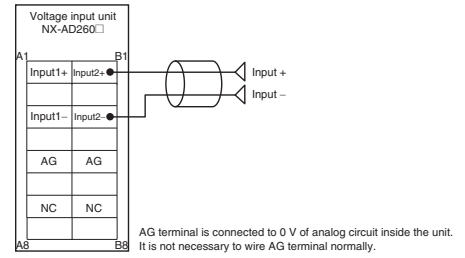 Voltage input unit
NX-AD260□
A1 B1
Input1+ Input2+
Input +
Input −
Input1− Input2−
AG AG
NC NC
A8 B8
AG terminal is connected to 0 V of analog circuit inside the unit.
It is not necessary to wire AG terminal normally.